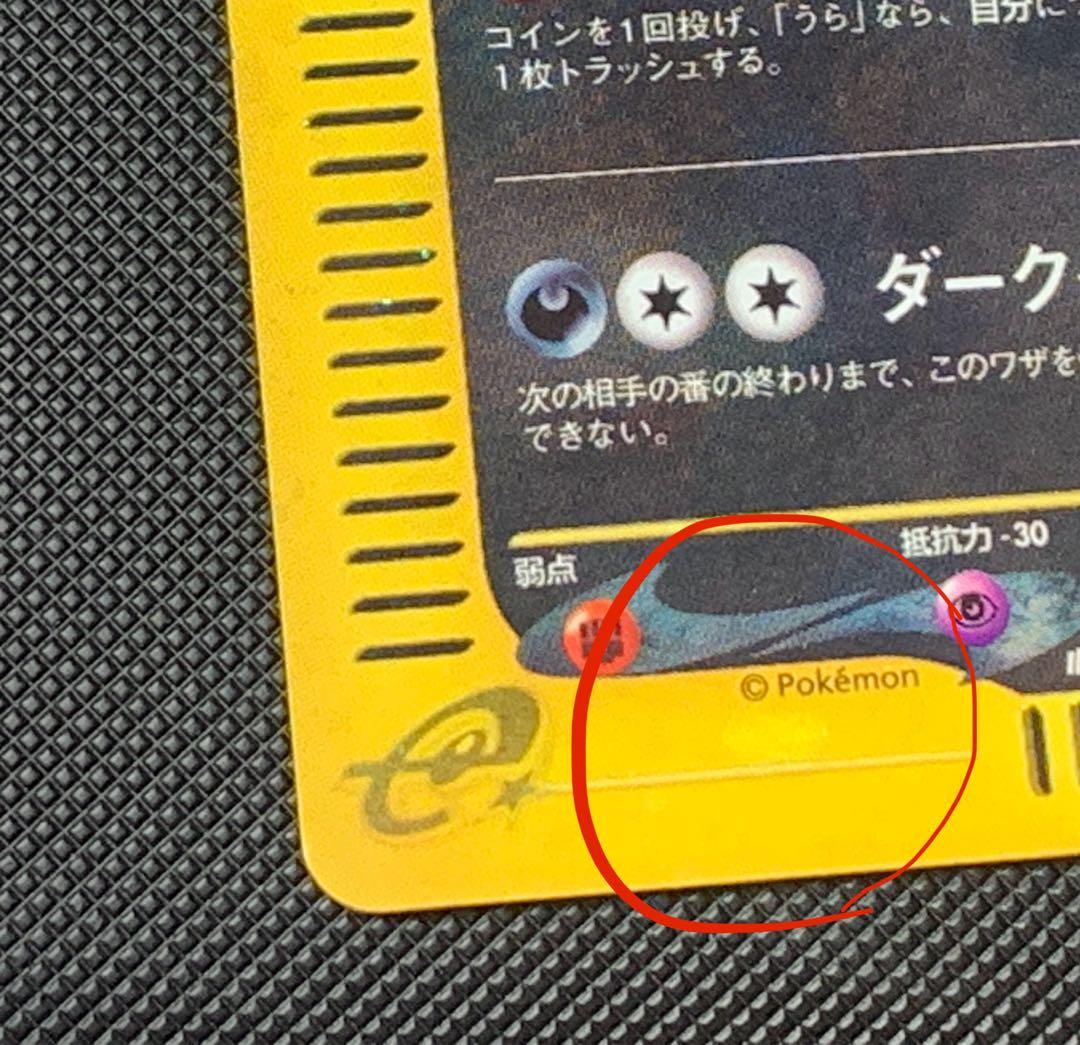 コインを1回投げ、「うら」なら、自分に
1枚トラッシュする。
ダーク
次の相手の番の終わりまで、このワザを
できない。
弱点
抵抗力 -30
© Pokémon
e